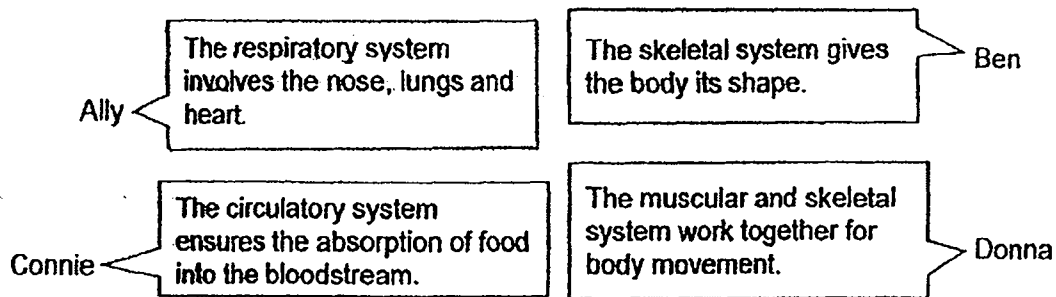 The respiratory system
involves the nose, lungs and
heart.
Ally
The skeletal system gives
the body its shape.
Ben
The circulatory system
ensures the absorption of food
into the bloodstream.
Connie
The muscular and skeletal
system work together for
body movement.
Donna